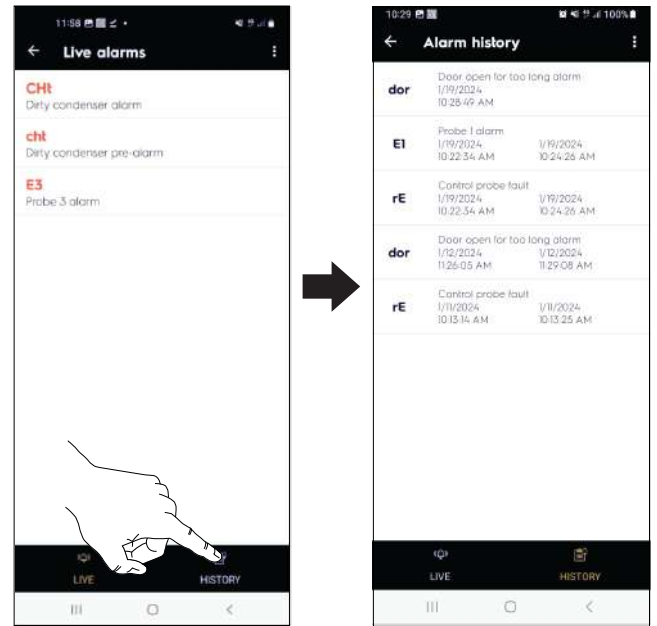 11:58
Live alarms
CHt
Dirty condenser alarm
cht
Dirty condenser pre-alarm
E3
Probe 3 alarm
LIVE
HISTORY
10:29
100%
Alarm history
dor
Door open for too long alarm
1/19/2024
10:28:49 AM
E1
Probe 1 alarm
1/19/2024 1/19/2024
10:22:34 AM 10:24:26 AM
rE
Control probe fault
1/19/2024 1/19/2024
10:22:34 AM 10:24:26 AM
dor
Door open for too long alarm
1/12/2024 1/12/2024
11:26:05 AM 11:29:08 AM
rE
Control probe fault
1/11/2024 1/11/2024
10:13:14 AM 10:13:25 AM
LIVE
HISTORY